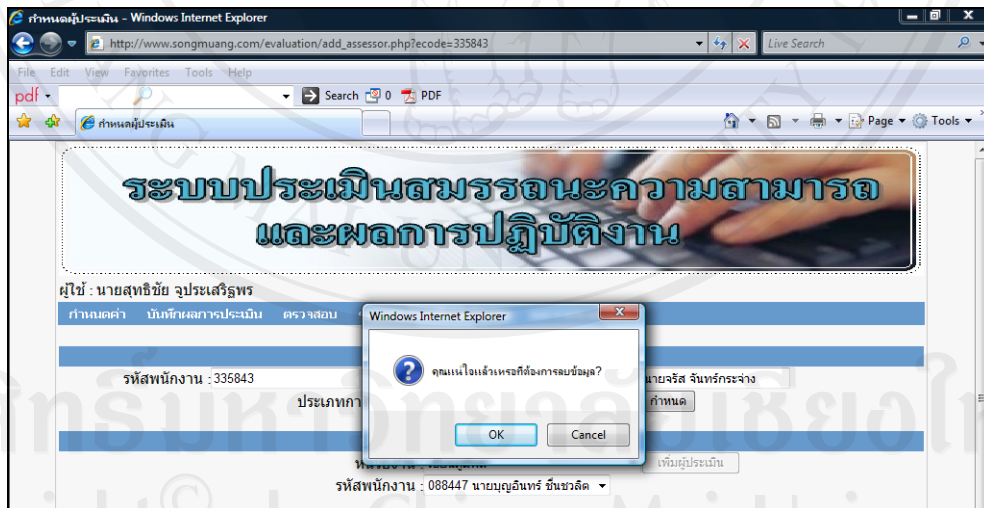 กำหนดผู้ประเมิน - Windows Internet Explorer
http://www.songmuang.com/evaluation/add_assessor.php?ecode=335843
Live Search
File Edit View Favorites Tools Help
pdf Search 0 PDF
กำหนดผู้ประเมิน Page Tools
ระบบประเมินสมรรถนะความสามารถ
และผลการปฏิบัติงาน
ผู้ใช้ : นายสุทธิชัย จูประเสริฐพร
กำหนดค่า บันทึกผลการประเมิน ตรวจสอบ
Windows Internet Explorer
คุณแน่ใจแล้วเหรอที่ต้องการลบข้อมูล?
OK Cancel
รหัสพนักงาน : 335843 นายจรัส จันทร์กระจ่าง
ประเภทกา กำหนด
เพิ่มผู้ประเมิน
รหัสพนักงาน : 088447 นายบุญอินทร์ ชื่นชวลิต